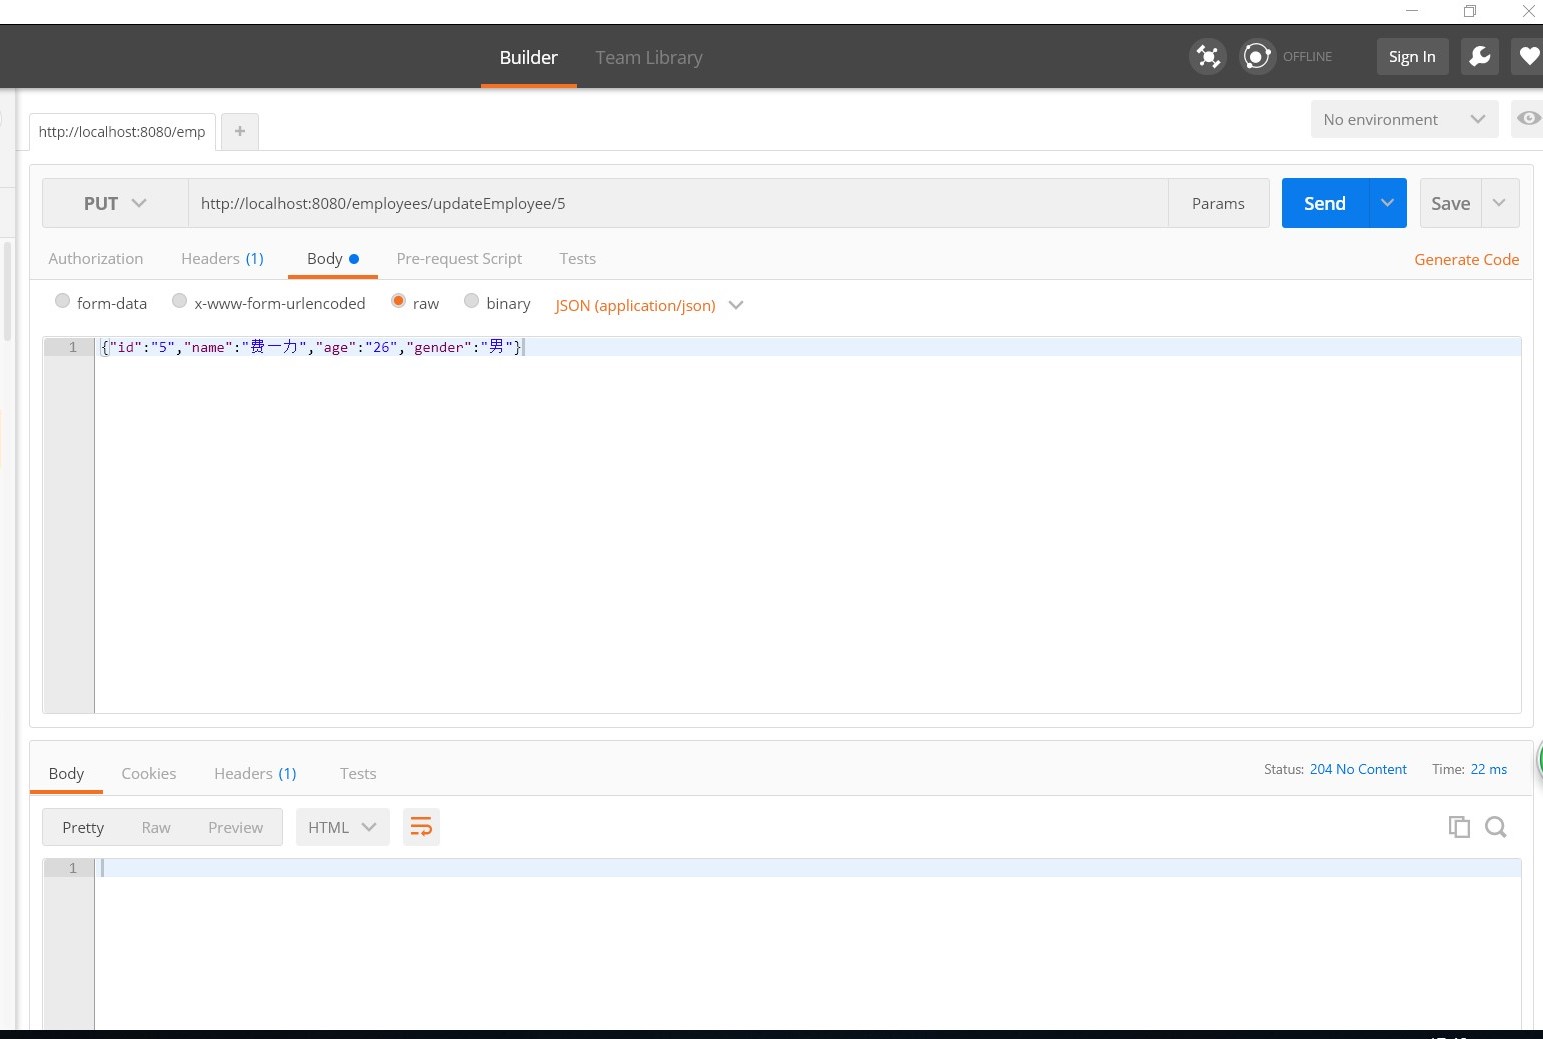 Builder Team Library OFFLINE Sign In
http://localhost:8080/emp + No environment
PUT http://localhost:8080/employees/updateEmployee/5 Params Send Save
Authorization Headers (1) Body Pre-request Script Tests Generate Code
form-data x-www-form-urlencoded raw binary JSON (application/json)
1 {"id":"5","name":"费一力","age":"26","gender":"男"}
Body Cookies Headers (1) Tests Status: 204 No Content Time: 22 ms
Pretty Raw Preview HTML
1